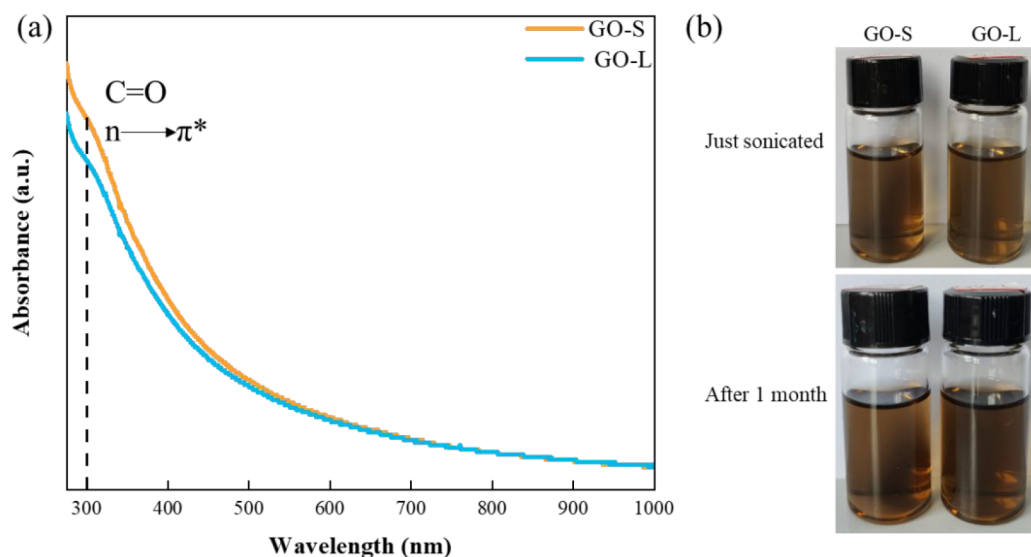 (a)
GO-S
GO-L
C=O
n⟶π*
Absorbance (a.u.)
300 400 500 600 700 800 900 1000
Wavelength (nm)
(b)
GO-S GO-L
Just sonicated
After 1 month